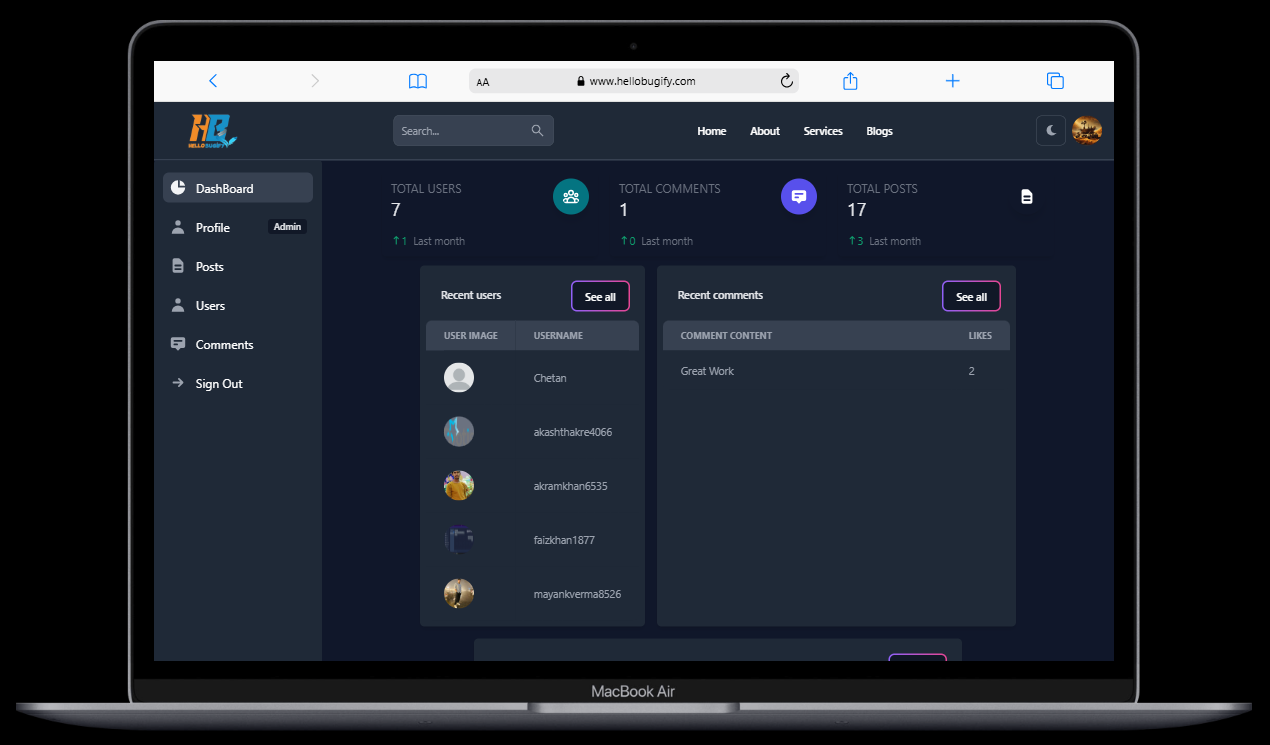 AA www.hellobugify.com
HB
HELLOBUGIFY
Search...
Home About Services Blogs
DashBoard
Profile Admin
Posts
Users
Comments
Sign Out
TOTAL USERS
7
1 Last month
TOTAL COMMENTS
1
0 Last month
TOTAL POSTS
17
3 Last month
Recent users See all
USER IMAGE USERNAME
Chetan
akashthakre4066
akramkhan6535
faizkhan1877
mayankverma8526
Recent comments See all
COMMENT CONTENT LIKES
Great Work 2
MacBook Air